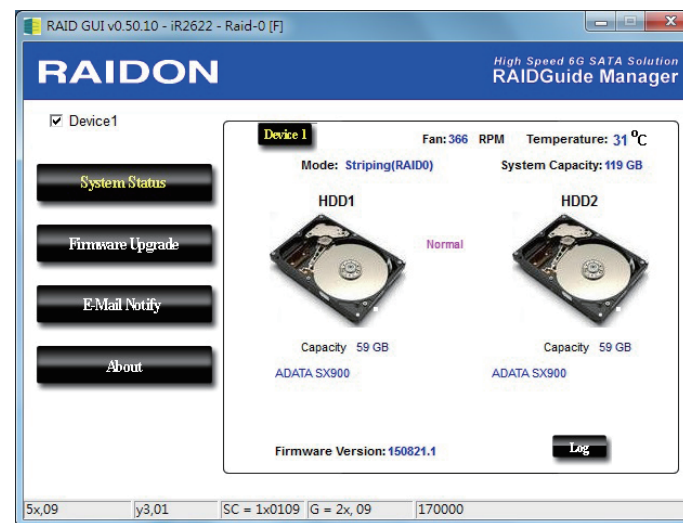 RAID GUI v0.50.10 - iR2622 - Raid-0 [F]
RAIDON
High Speed 6G SATA Solution
RAIDGuide Manager
Device1
Device 1
Fan: 366 RPM Temperature: 31 °C
Mode: Striping(RAID0) System Capacity: 119 GB
System Status
Firmware Upgrade
E-Mail Notify
About
HDD1 HDD2
Normal
Capacity 59 GB Capacity 59 GB
ADATA SX900 ADATA SX900
Firmware Version: 150821.1
Log
5x,09 y3,01 SC = 1x0109 G = 2x, 09 170000